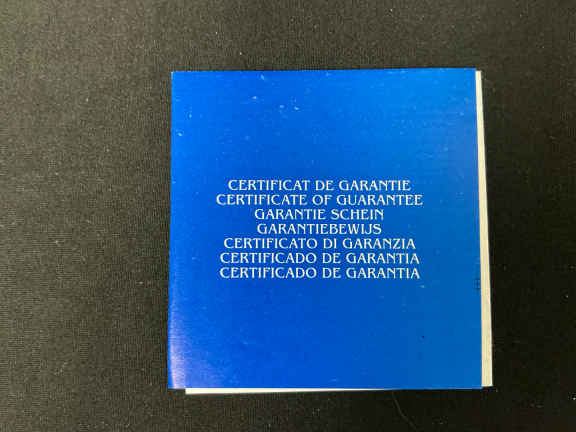 CERTIFICAT DE GARANTIE
CERTIFICATE OF GUARANTEE
GARANTIE SCHEIN
GARANTIEBEWIJS
CERTIFICATO DI GARANZIA
CERTIFICADO DE GARANTIA
CERTIFICADO DE GARANTIA